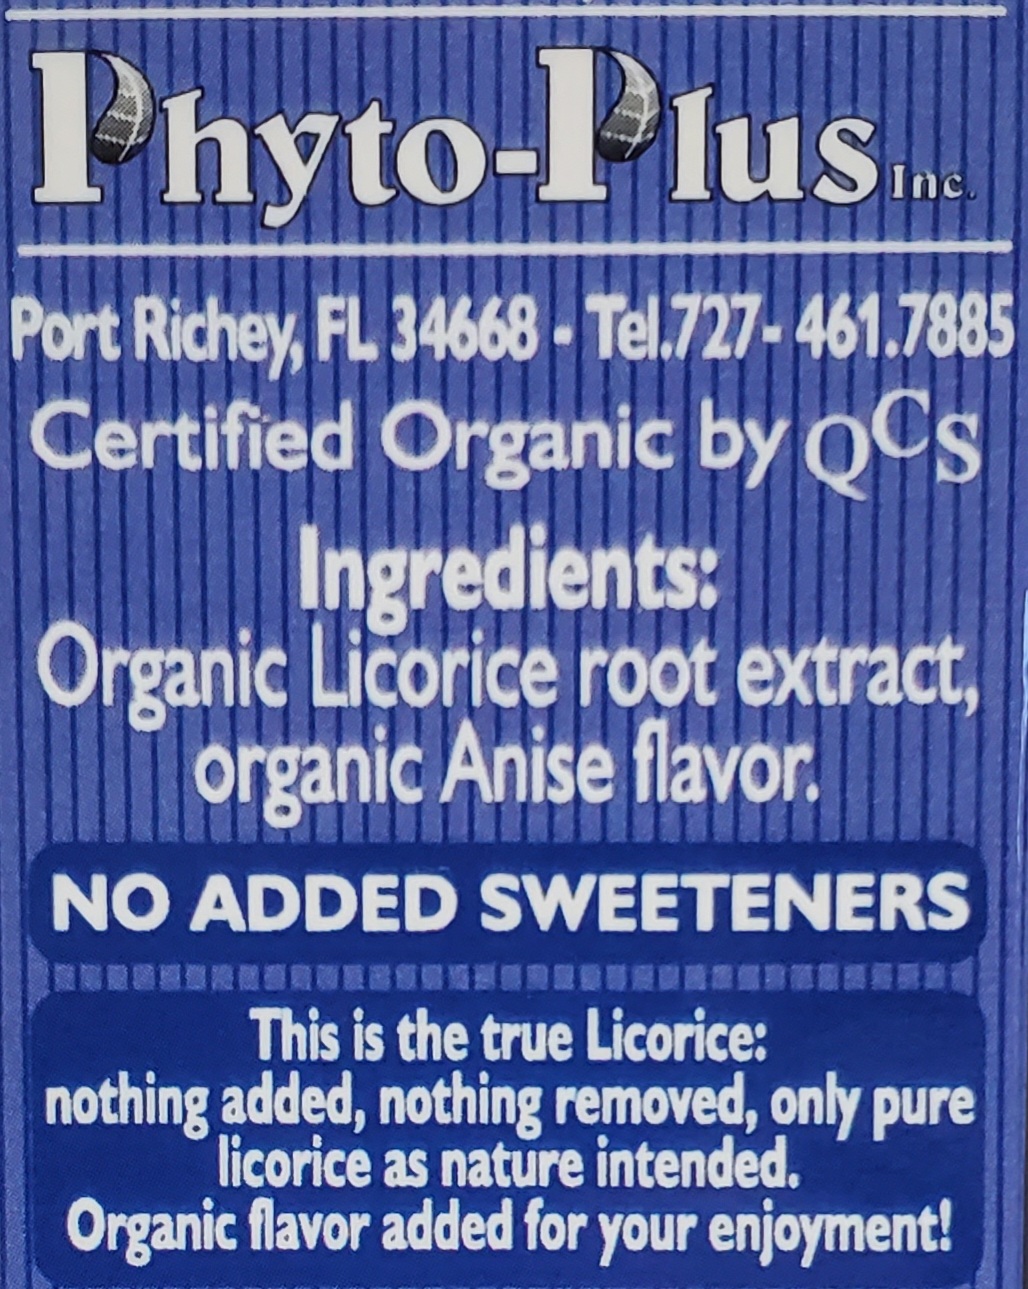 Phyto-Plus Inc.
Port Richey, FL 34668 - Tel.727- 461.7885
Certified Organic by QCS
Ingredients:
Organic Licorice root extract,
organic Anise flavor.
NO ADDED SWEETENERS
This is the true Licorice:
nothing added, nothing removed, only pure
licorice as nature intended.
Organic flavor added for your enjoyment!